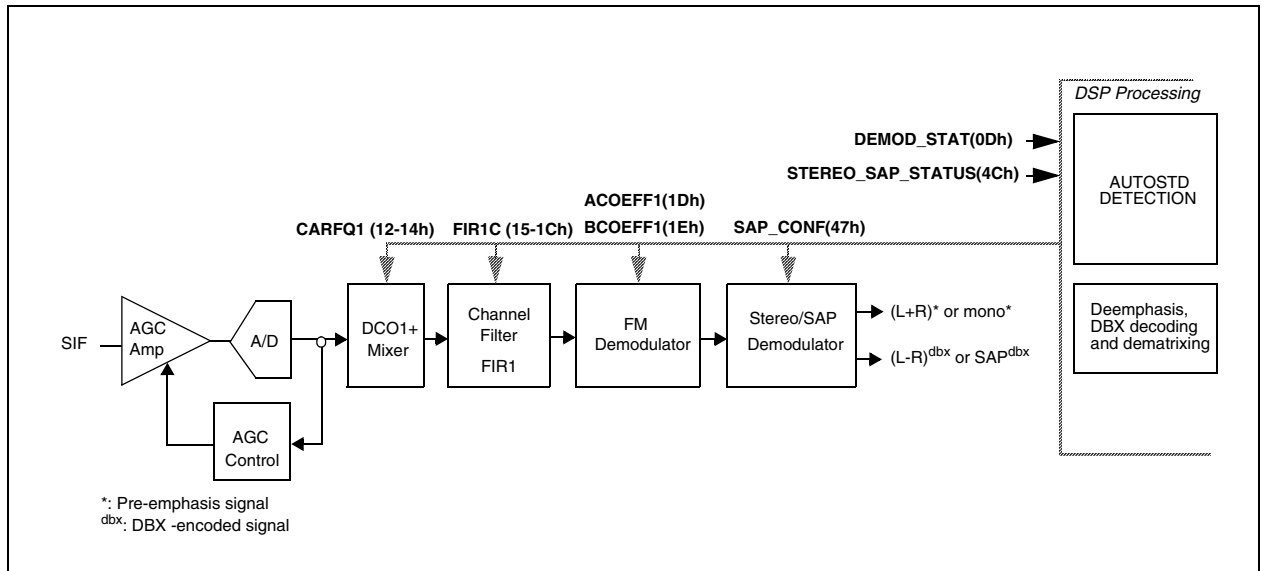 DSP Processing
DEMOD_STAT(0Dh)
STEREO_SAP_STATUS(4Ch)
AUTOSTD
DETECTION
ACOEFF1(1Dh)
CARFQ1 (12-14h) FIR1C (15-1Ch) BCOEFF1(1Eh) SAP_CONF(47h)
SIF
AGC
Amp
A/D
DCO1+
Mixer
Channel
Filter
FIR1
FM
Demodulator
Stereo/SAP
Demodulator
(L+R)* or mono*
(L-R)dbx or SAPdbx
Deemphasis,
DBX decoding
and dematrixing
AGC
Control
*: Pre-emphasis signal
dbx: DBX -encoded signal